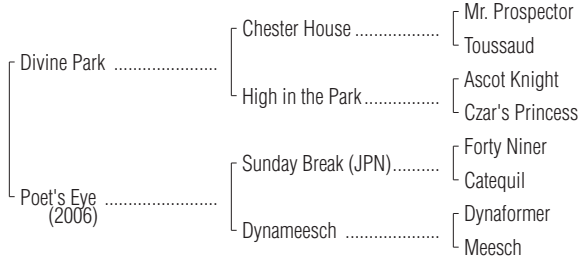 Divine Park ......................
Chester House ..................
Mr. Prospector
Toussaud
High in the Park................
Ascot Knight
Czar's Princess
Poet's Eye ........................
(2006)
Sunday Break (JPN)..........
Forty Niner
Catequil
Dynameesch ....................
Dynaformer
Meesch